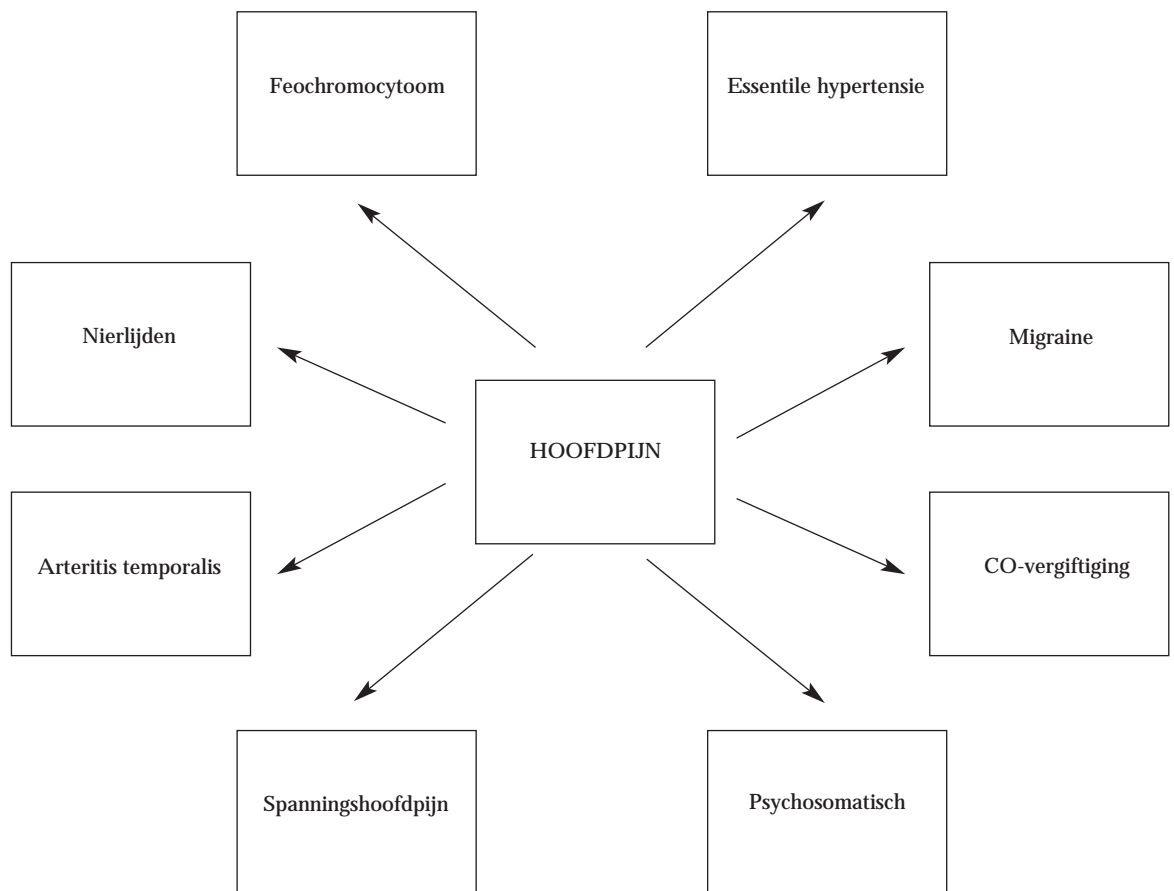 Feochromocytoom
Essentile hypertensie
Nierlijden
Migraine
HOOFDPIJN
Arteritis temporalis
CO-vergiftiging
Spanningshoofdpijn
Psychosomatisch